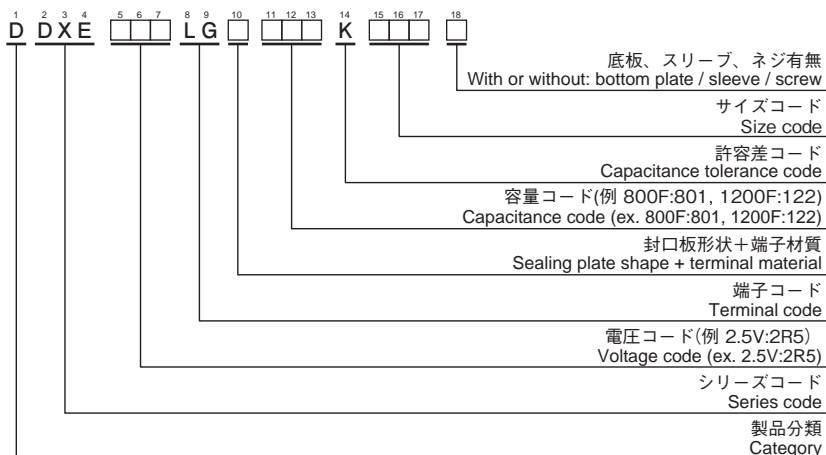 1 2 3 4 5 6 7 8 9 10 11 12 13 14 15 16 17 18
D DXE □□□ LG □ □□□ K □□□ □
底板、スリーブ、ネジ有無
With or without: bottom plate / sleeve / screw
サイズコード
Size code
許容差コード
Capacitance tolerance code
容量コード(例 800F:801, 1200F:122)
Capacitance code (ex. 800F:801, 1200F:122)
封口板形状＋端子材質
Sealing plate shape + terminal material
端子コード
Terminal code
電圧コード(例 2.5V:2R5)
Voltage code (ex. 2.5V:2R5)
シリーズコード
Series code
製品分類
Category